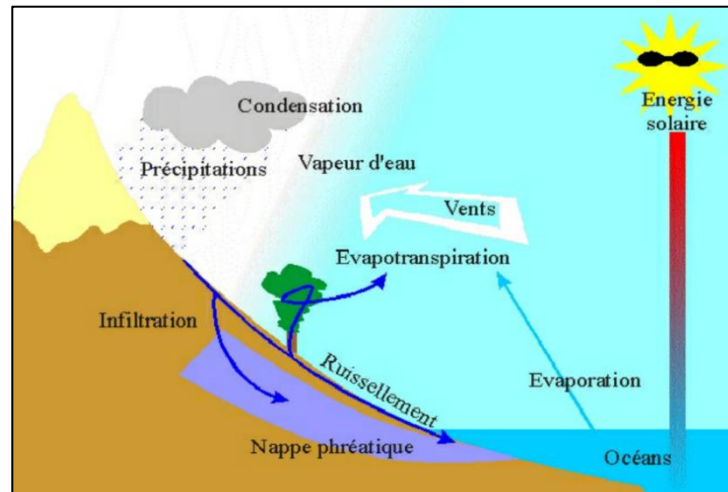 Condensation
Energie
solaire
Précipitations
Vapeur d'eau
Vents
Evapotranspiration
Infiltration
Ruissellement
Evaporation
Nappe phréatique
Océans